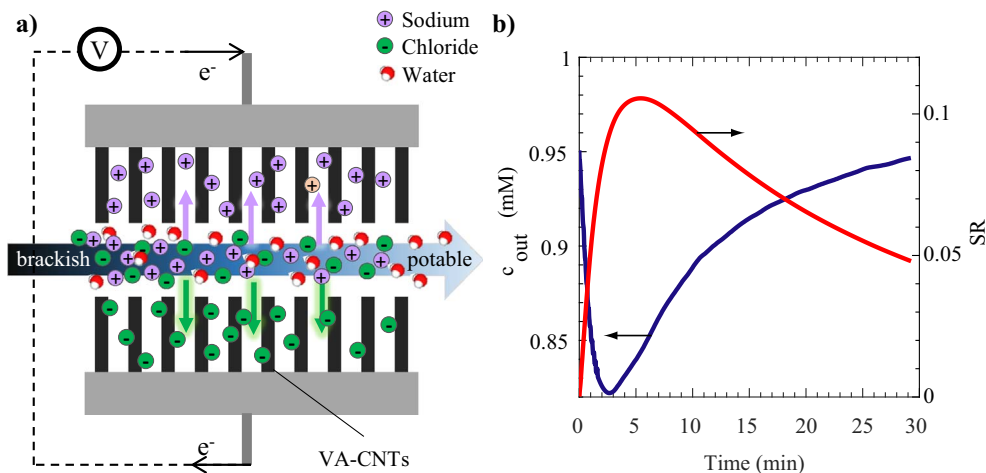 a)
V
e-
+ Sodium
- Chloride
Water
brackish
potable
e-
VA-CNTs
b)
1
0.95
0.9
0.85
c out (mM)
0.1
0.05
0
SR
0 5 10 15 20 25 30
Time (min)